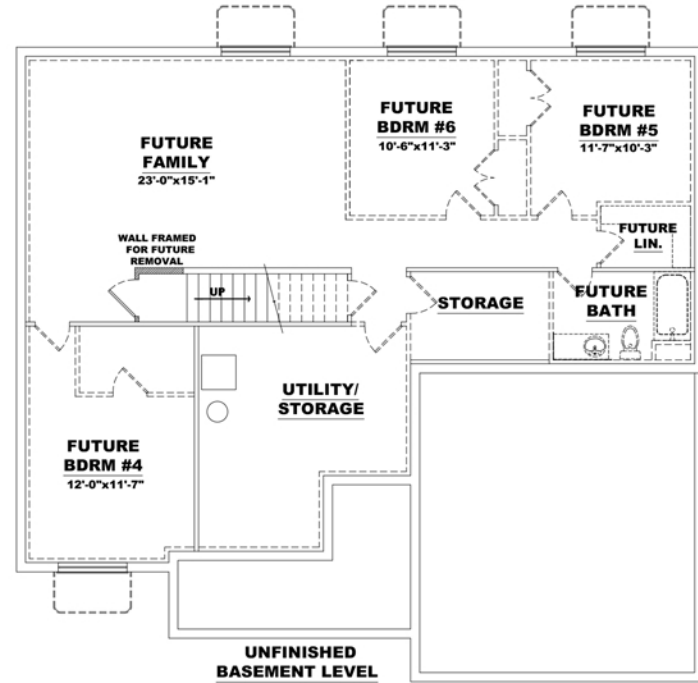 FUTURE
FAMILY
23'-0"x15'-1"
FUTURE
BDRM #6
10'-6"x11'-3"
FUTURE
BDRM #5
11'-7"x10'-3"
FUTURE
LIN.
WALL FRAMED
FOR FUTURE
REMOVAL
UP
STORAGE
FUTURE
BATH
UTILITY/
STORAGE
FUTURE
BDRM #4
12'-0"x11'-7"
UNFINISHED
BASEMENT LEVEL